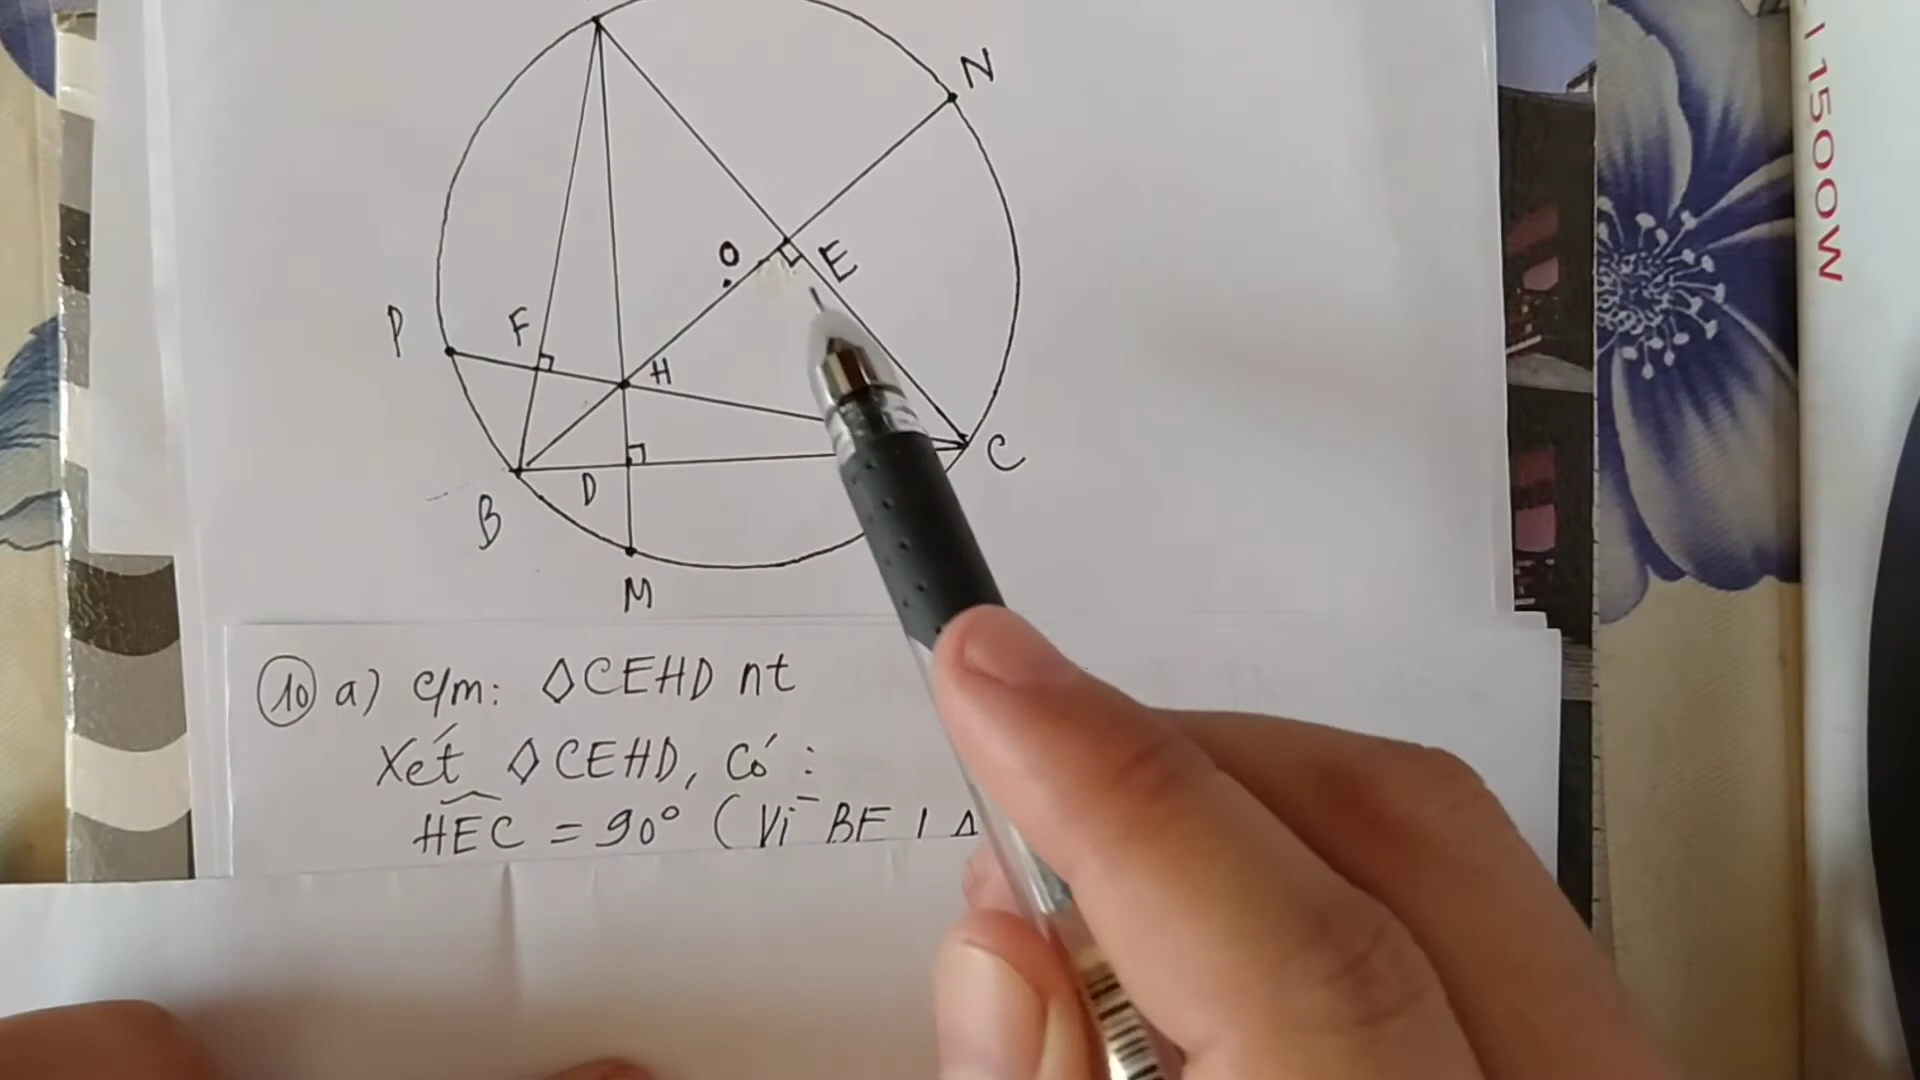 N
O
E
P
F
H
C
D
B
M
⑩ a) c/m: ◊CEHD nt
Xét ◊CEHD, có:
HEC = 90° (Vì BE ⊥ A
1500W